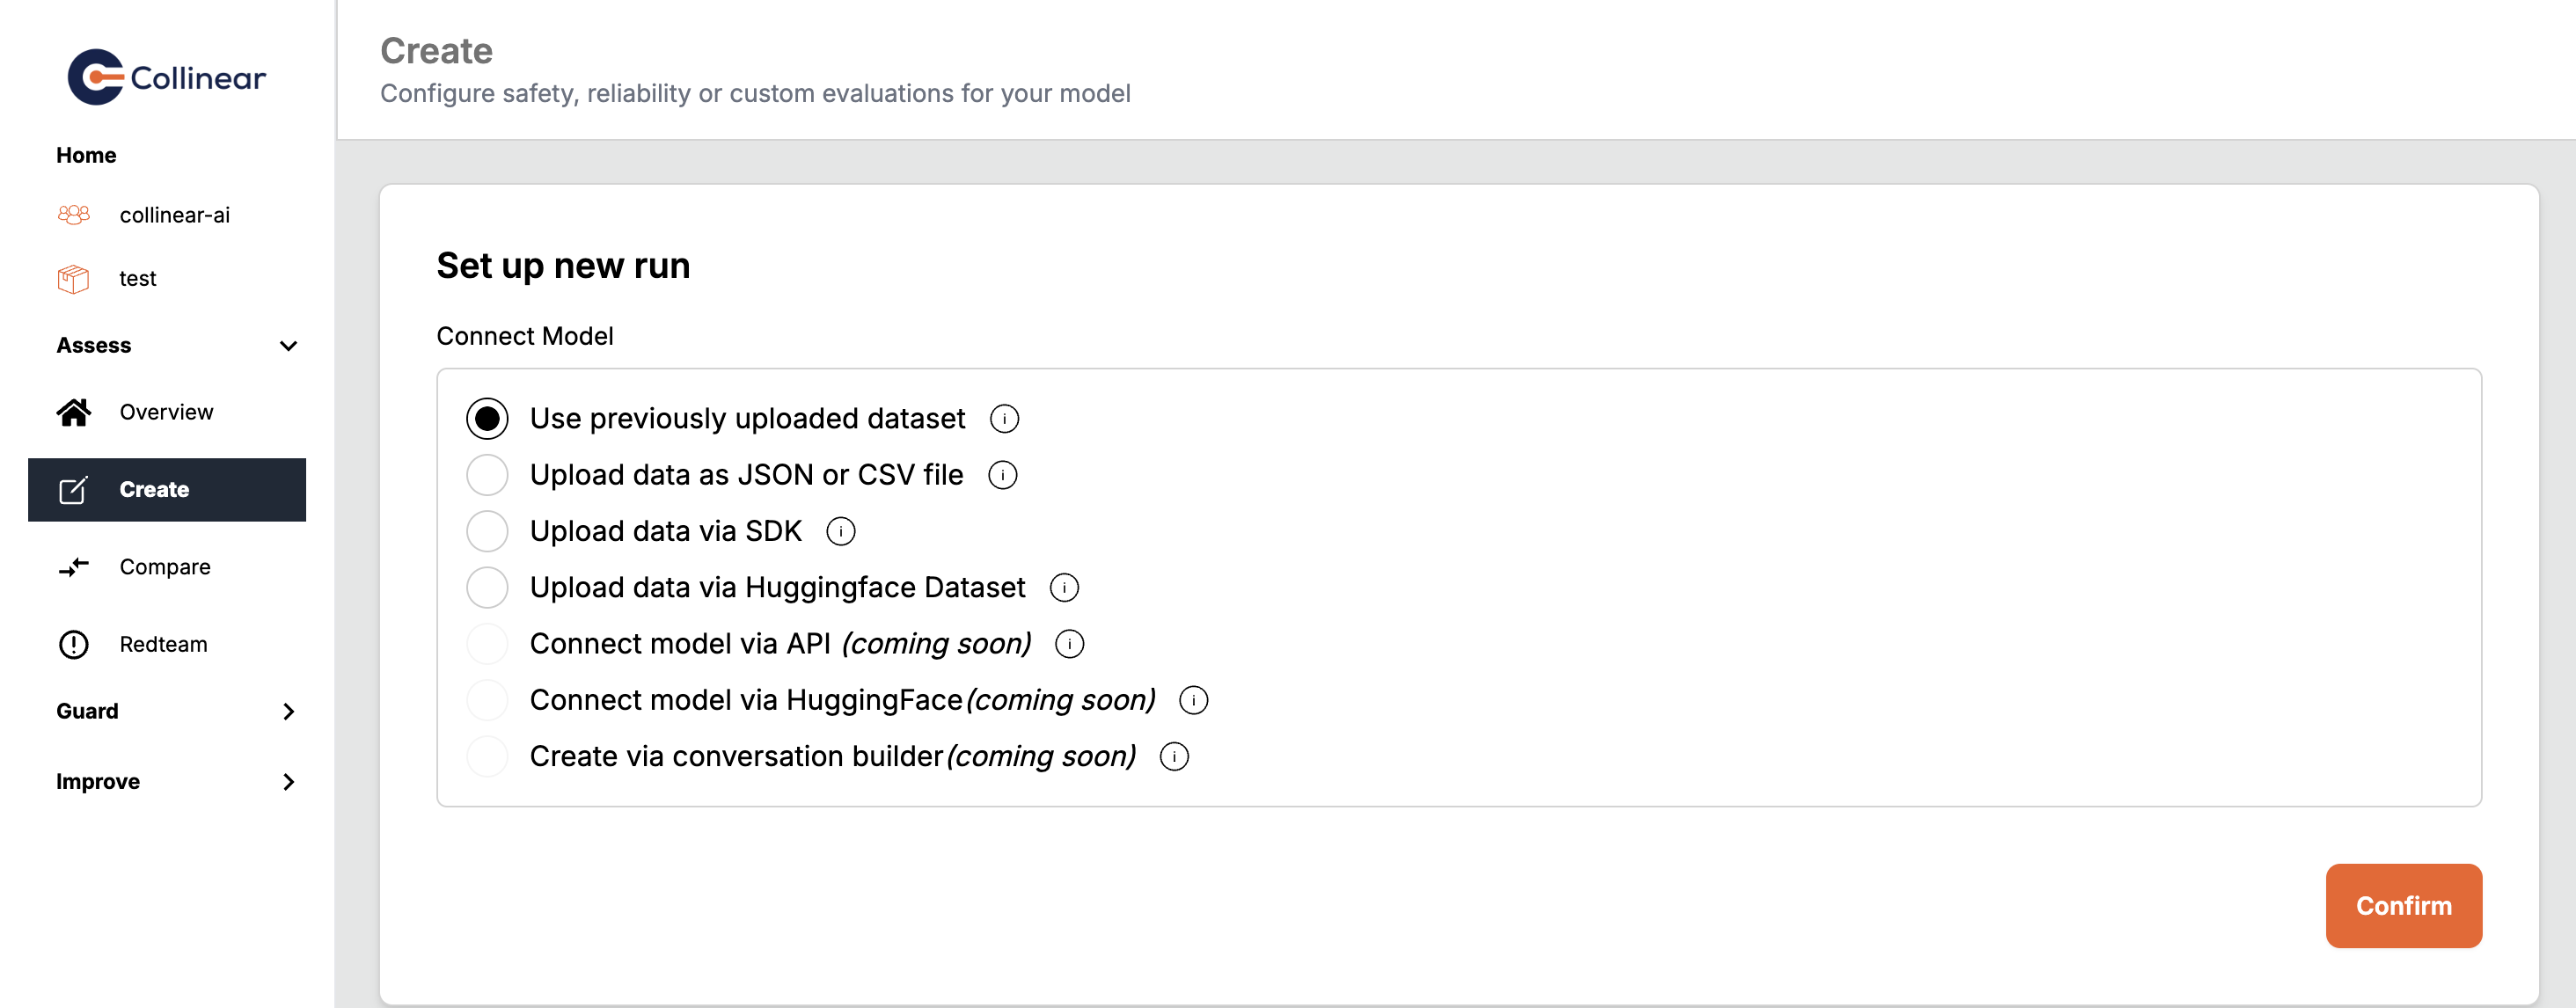 Collinear
Home
collinear-ai
test
Assess
Overview
Create
Compare
Redteam
Guard
Improve
Create
Configure safety, reliability or custom evaluations for your model
Set up new run
Connect Model
Use previously uploaded dataset i
Upload data as JSON or CSV file i
Upload data via SDK i
Upload data via Huggingface Dataset i
Connect model via API (coming soon) i
Connect model via HuggingFace(coming soon) i
Create via conversation builder(coming soon) i
Confirm